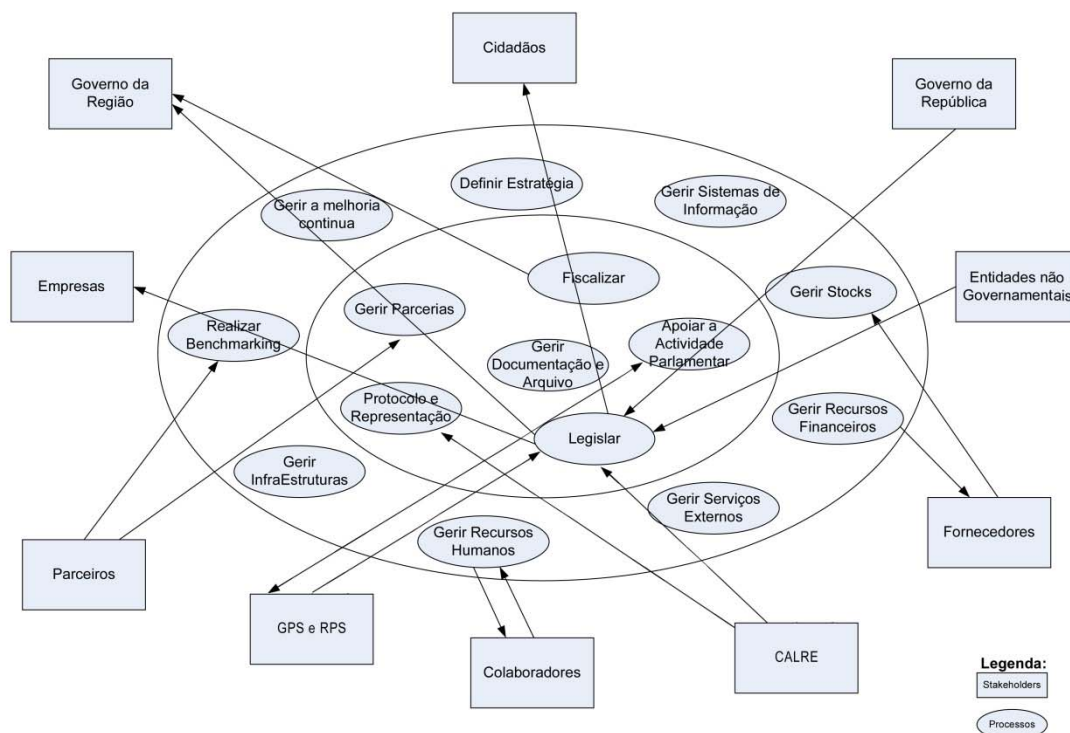 Cidadãos
Governo da
Região
Governo da
República
Definir Estratégia
Gerir Sistemas de
Informação
Gerir a melhoria
continua
Fiscalizar
Empresas
Entidades não
Governamentais
Gerir Stocks
Gerir Parcerias
Realizar
Benchmarking
Apoiar a
Actividade
Parlamentar
Gerir
Documentação e
Arquivo
Protocolo e
Representação
Gerir Recursos
Financeiros
Legislar
Gerir
InfraEstruturas
Gerir Serviços
Externos
Gerir Recursos
Humanos
Fornecedores
Parceiros
GPS e RPS
Colaboradores
CALRE
Legenda:
Stakeholders
Processos